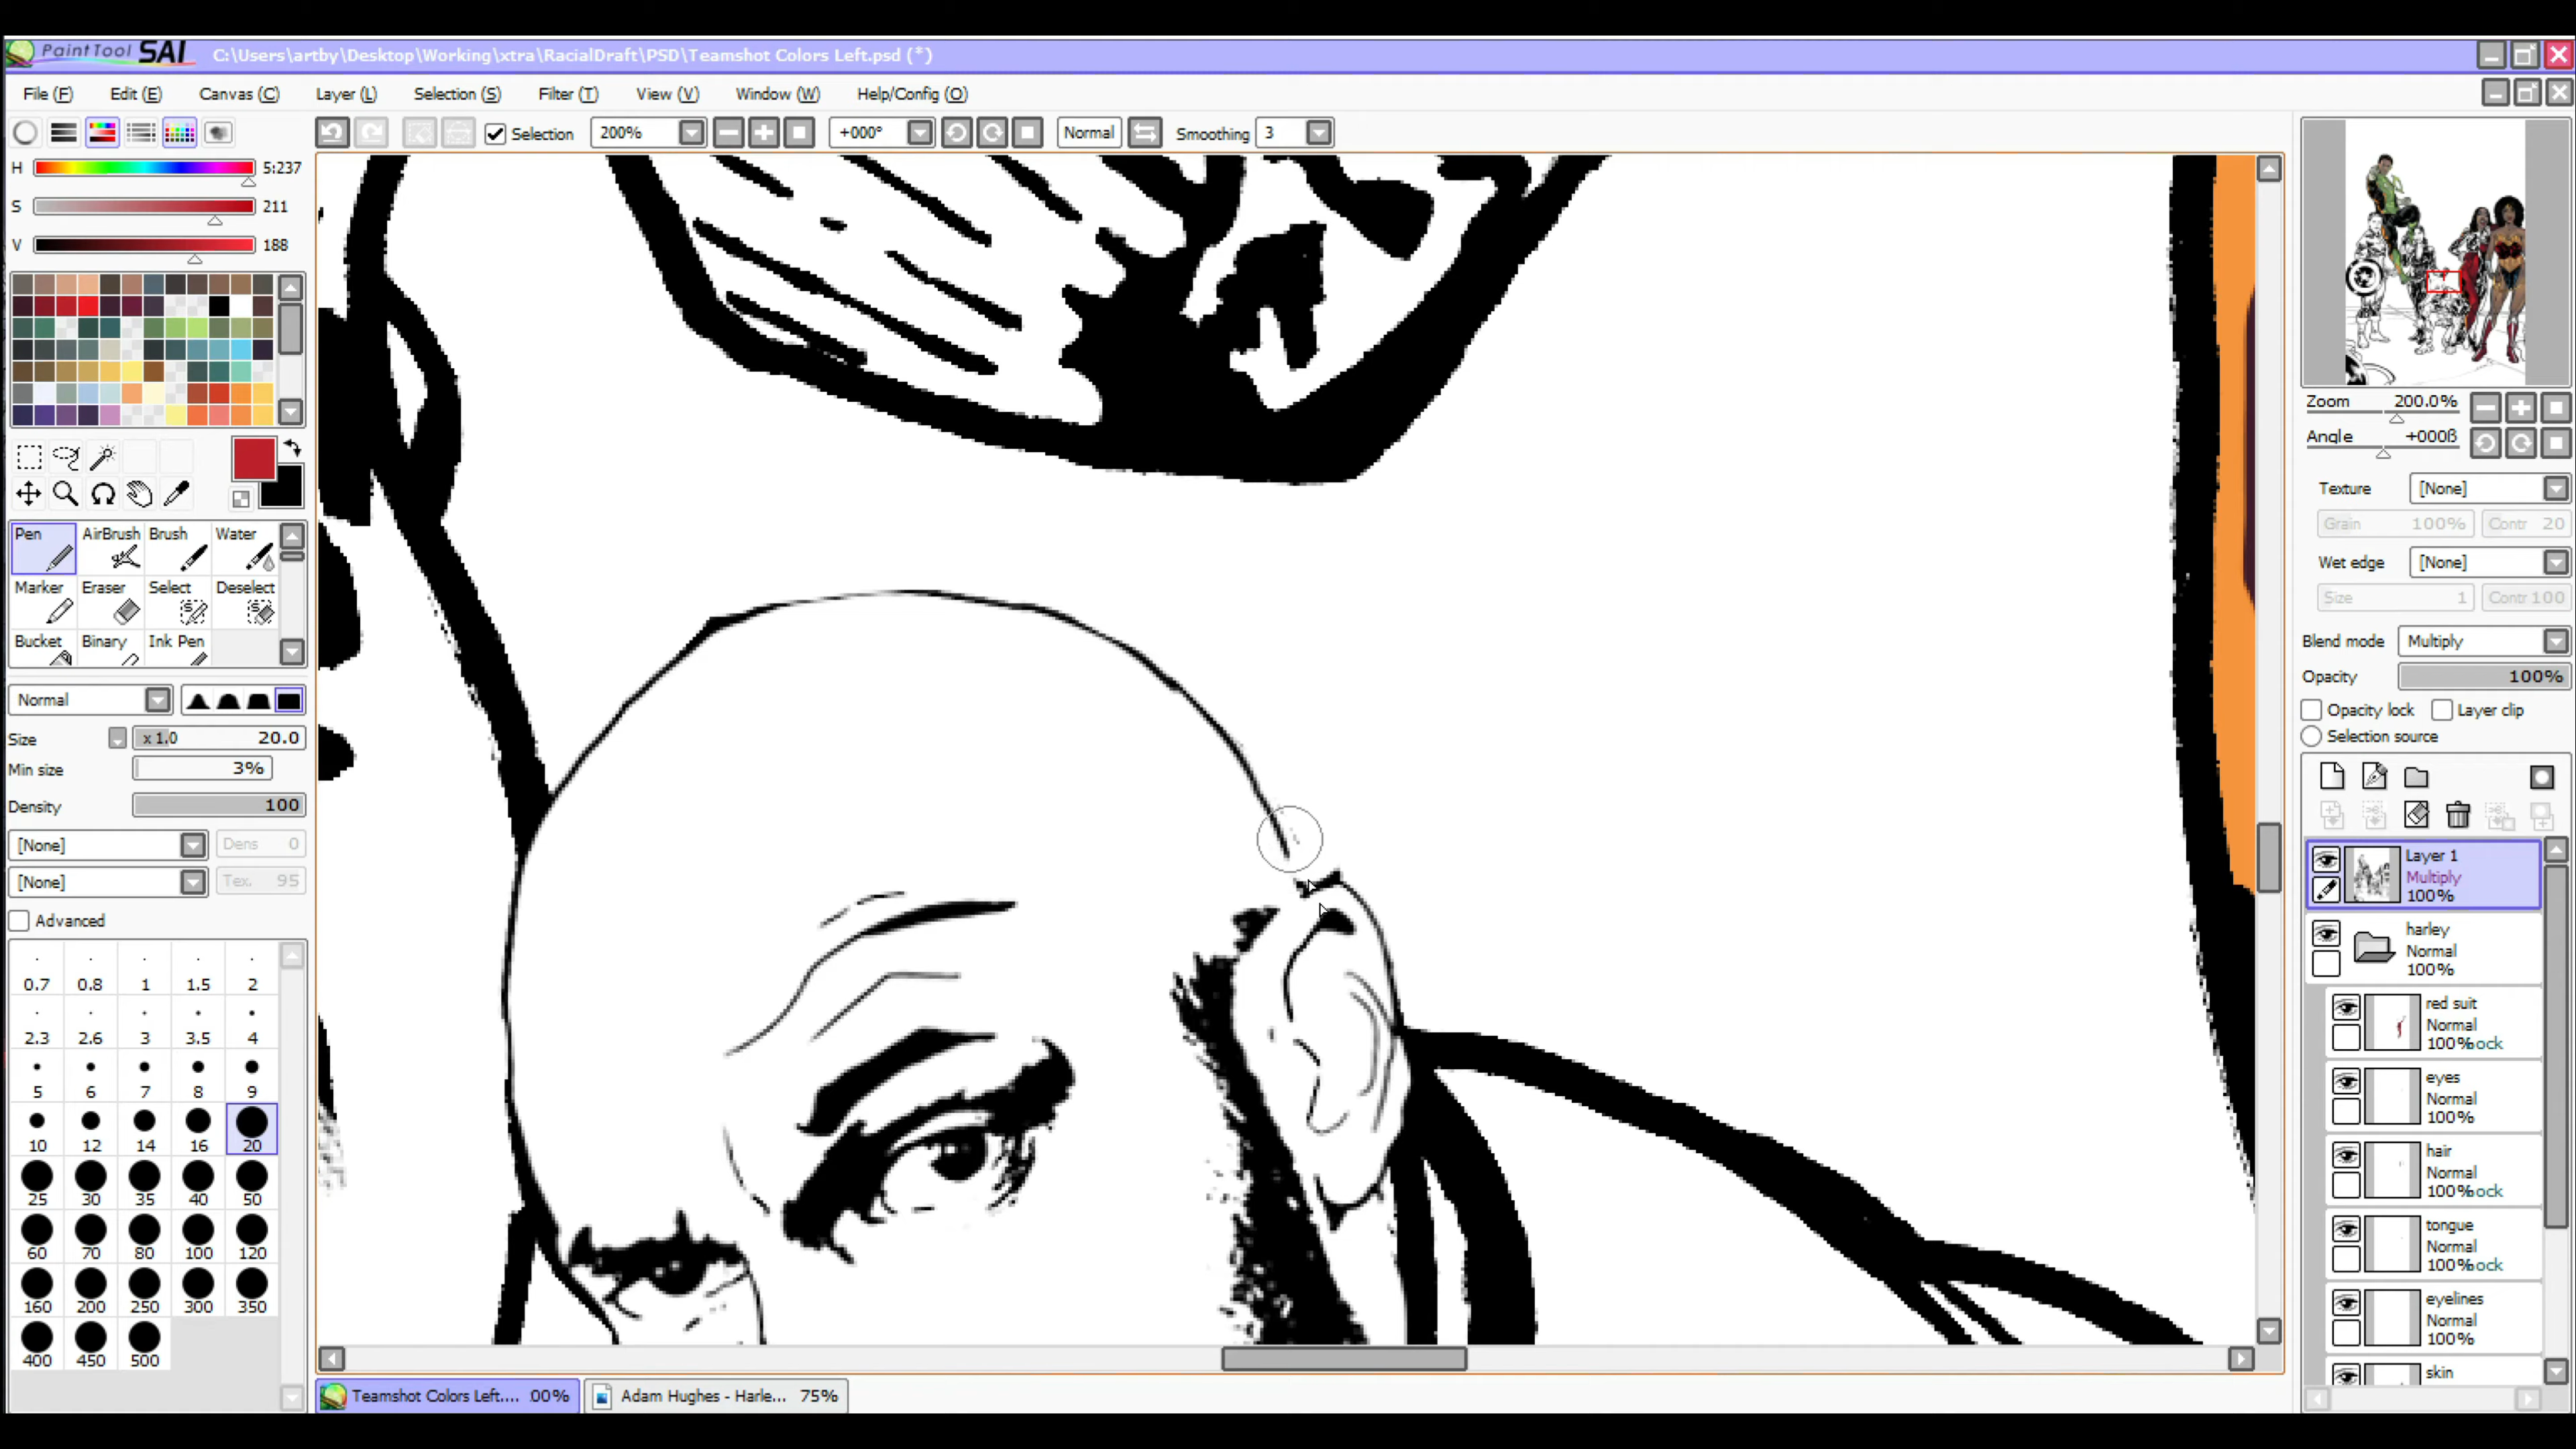 PaintTool SAI C:\Users\artby\Desktop\Working\xtra\RacialDraft\PSD\Teamshot Colors Left.psd (*)
File (F) Edit (E) Canvas (C) Layer (L) Selection (S) Filter (T) View (V) Window (W) Help/Config (O)
Selection 200% +000° Normal Smoothing 3
H 5:237
S 211
V 188
Pen AirBrush Brush Water
Marker Eraser Select Deselect
Bucket Binary Ink Pen
Normal
Size x 1.0 20.0
Min size 3%
Density 100
[None] Dens 0
[None] Tex. 95
Advanced
0.7 0.8 1 1.5 2
2.3 2.6 3 3.5 4
5 6 7 8 9
10 12 14 16 20
25 30 35 40 50
60 70 80 100 120
160 200 250 300 350
400 450 500
Teamshot Colors Left.... 00% Adam Hughes - Harle... 75%
Zoom 200.0%
Angle +000ß
Texture [None]
Grain 100% Contr 20
Wet edge [None]
Size 1 Contr 100
Blend mode Multiply
Opacity 100%
Opacity lock Layer clip
Selection source
Layer 1
Multiply
100%
harley
Normal
100%
red suit
Normal
100%ock
eyes
Normal
100%
hair
Normal
100%ock
tongue
Normal
100%ock
eyelines
Normal
100%
skin